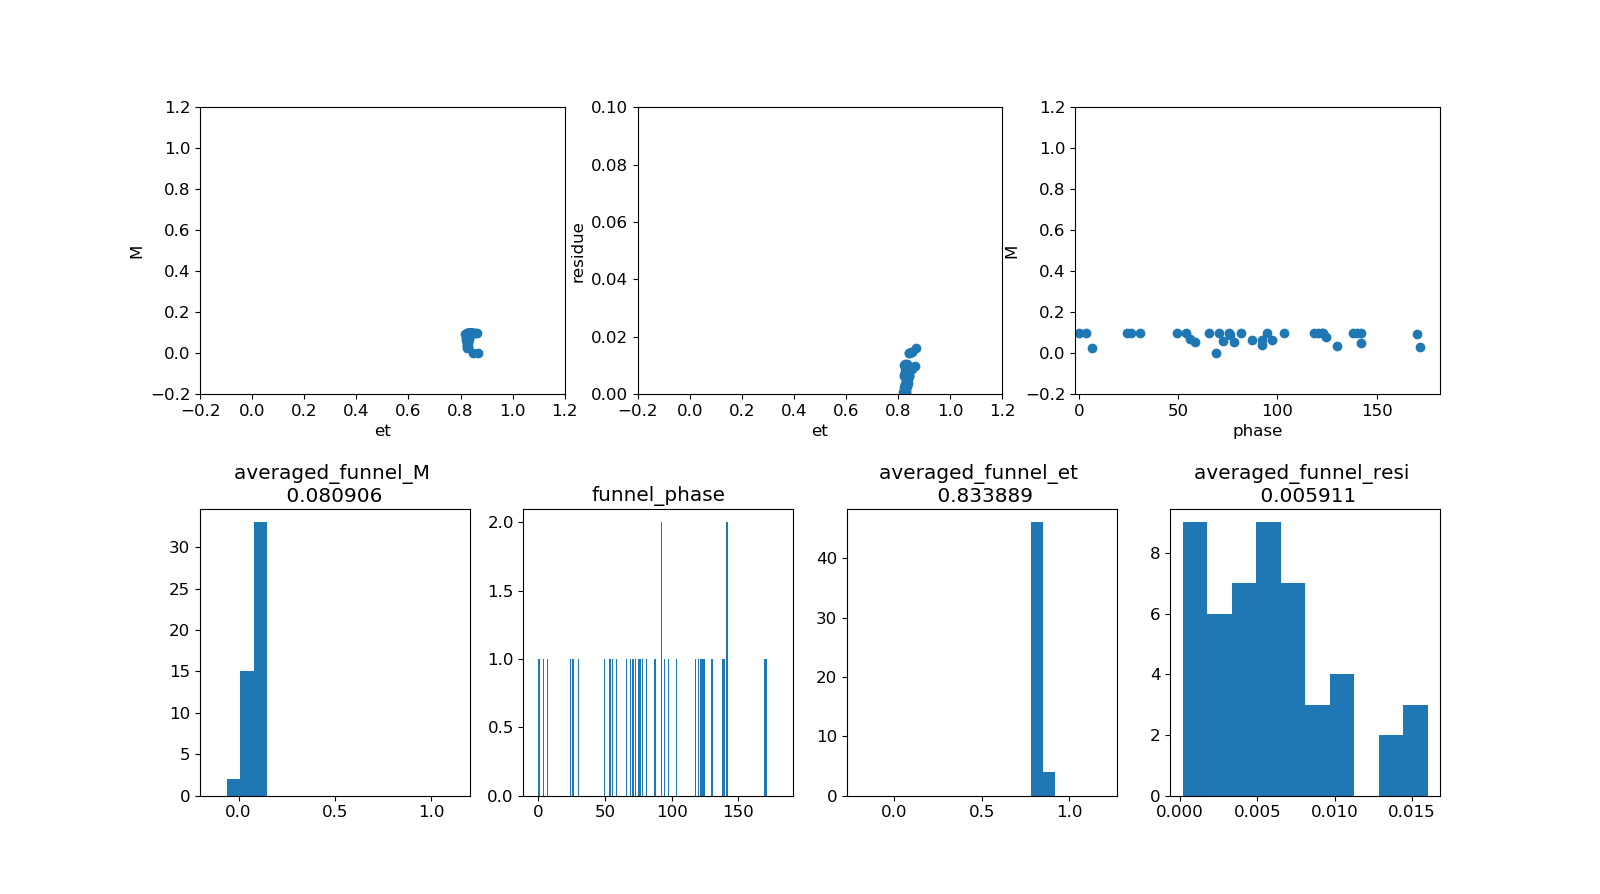 1.2
1.0
0.8
0.6
0.4
0.2
0.0
−0.2
M
−0.2 0.0 0.2 0.4 0.6 0.8 1.0 1.2
et
0.10
0.08
0.06
0.04
0.02
0.00
residue
−0.2 0.0 0.2 0.4 0.6 0.8 1.0 1.2
et
1.2
1.0
0.8
0.6
0.4
0.2
0.0
−0.2
M
0 50 100 150
phase
averaged_funnel_M
0.080906
30
25
20
15
10
5
0
0.0 0.5 1.0
funnel_phase
2.0
1.5
1.0
0.5
0.0
0 50 100 150
averaged_funnel_et
0.833889
40
30
20
10
0
0.0 0.5 1.0
averaged_funnel_resi
0.005911
8
6
4
2
0
0.000 0.005 0.010 0.015